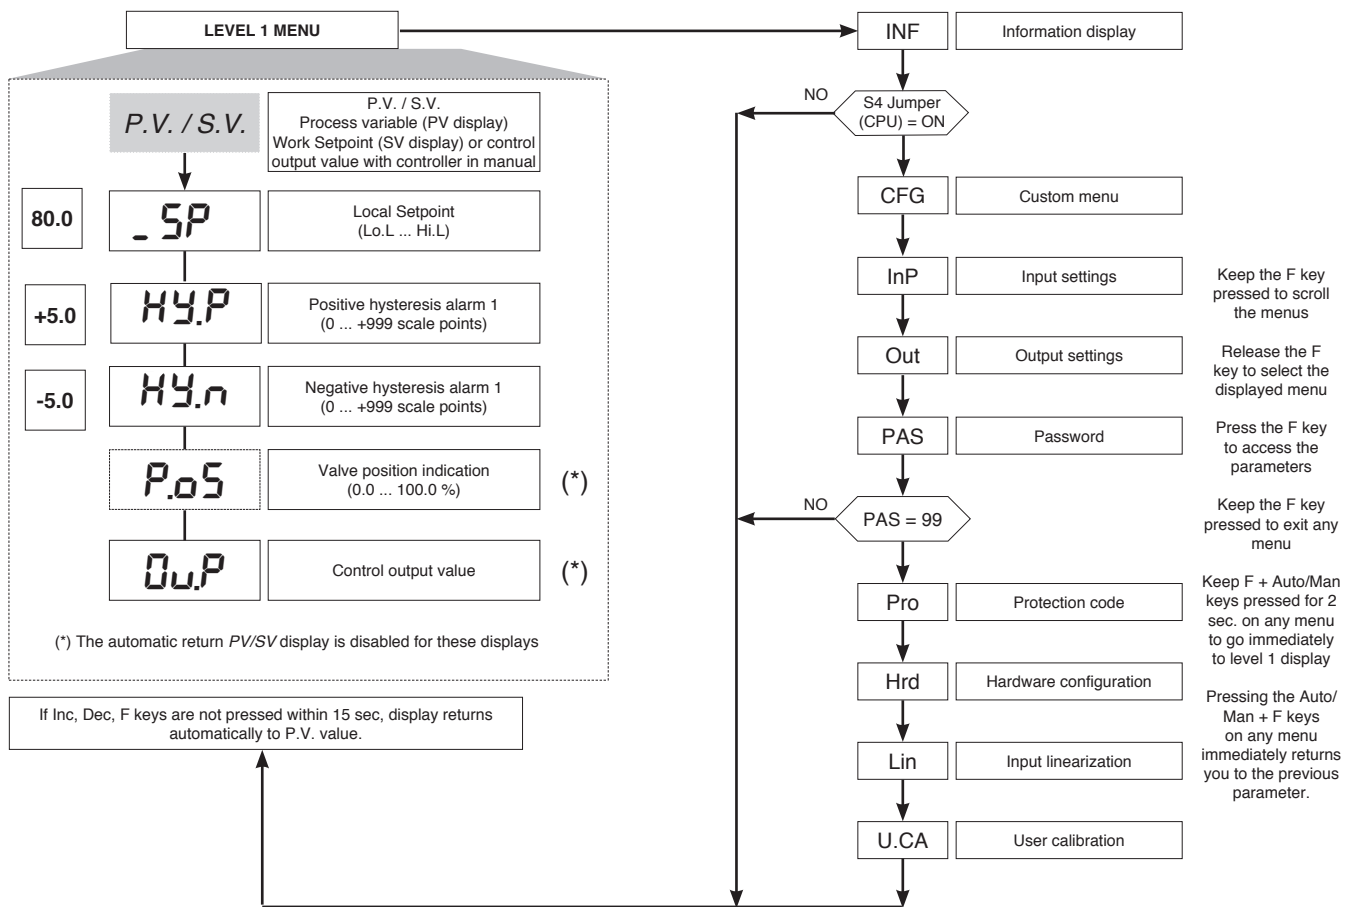 LEVEL 1 MENU
P.V. / S.V.
P.V. / S.V.
Process variable (PV display)
Work Setpoint (SV display) or control
output value with controller in manual
80.0
_SP
Local Setpoint
(Lo.L ... Hi.L)
+5.0
HY.P
Positive hysteresis alarm 1
(0 ... +999 scale points)
-5.0
HY.n
Negative hysteresis alarm 1
(0 ... +999 scale points)
P.oS
Valve position indication
(0.0 ... 100.0 %)
(*)
Ou.P
Control output value
(*)
(*) The automatic return PV/SV display is disabled for these displays
If Inc, Dec, F keys are not pressed within 15 sec, display returns
automatically to P.V. value.
INF
Information display
NO
S4 Jumper
(CPU) = ON
CFG
Custom menu
InP
Input settings
Out
Output settings
PAS
Password
NO
PAS = 99
Pro
Protection code
Hrd
Hardware configuration
Lin
Input linearization
U.CA
User calibration
Keep the F key
pressed to scroll
the menus
Release the F
key to select the
displayed menu
Press the F key
to access the
parameters
Keep the F key
pressed to exit any
menu
Keep F + Auto/Man
keys pressed for 2
sec. on any menu
to go immediately
to level 1 display
Pressing the Auto/
Man + F keys
on any menu
immediately returns
you to the previous
parameter.